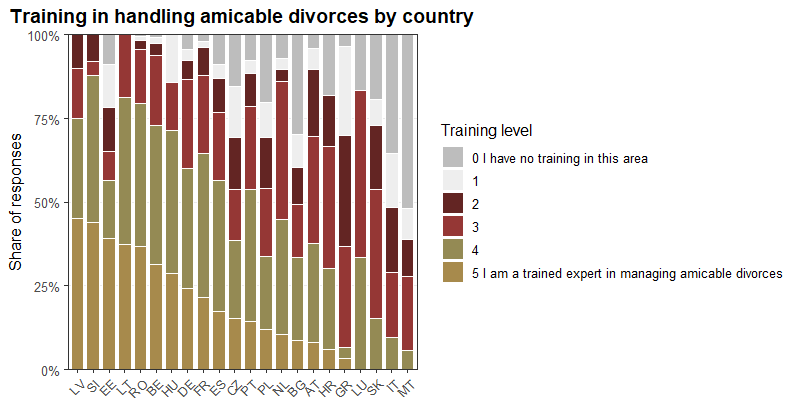 Training in handling amicable divorces by country
Share of responses
100%
75%
50%
25%
0%
LV SI EE LT RO BE HU DE FR ES CZ PT PL NL BG AT HR GR LU SK IT MT
Training level
0 I have no training in this area
1
2
3
4
5 I am a trained expert in managing amicable divorces